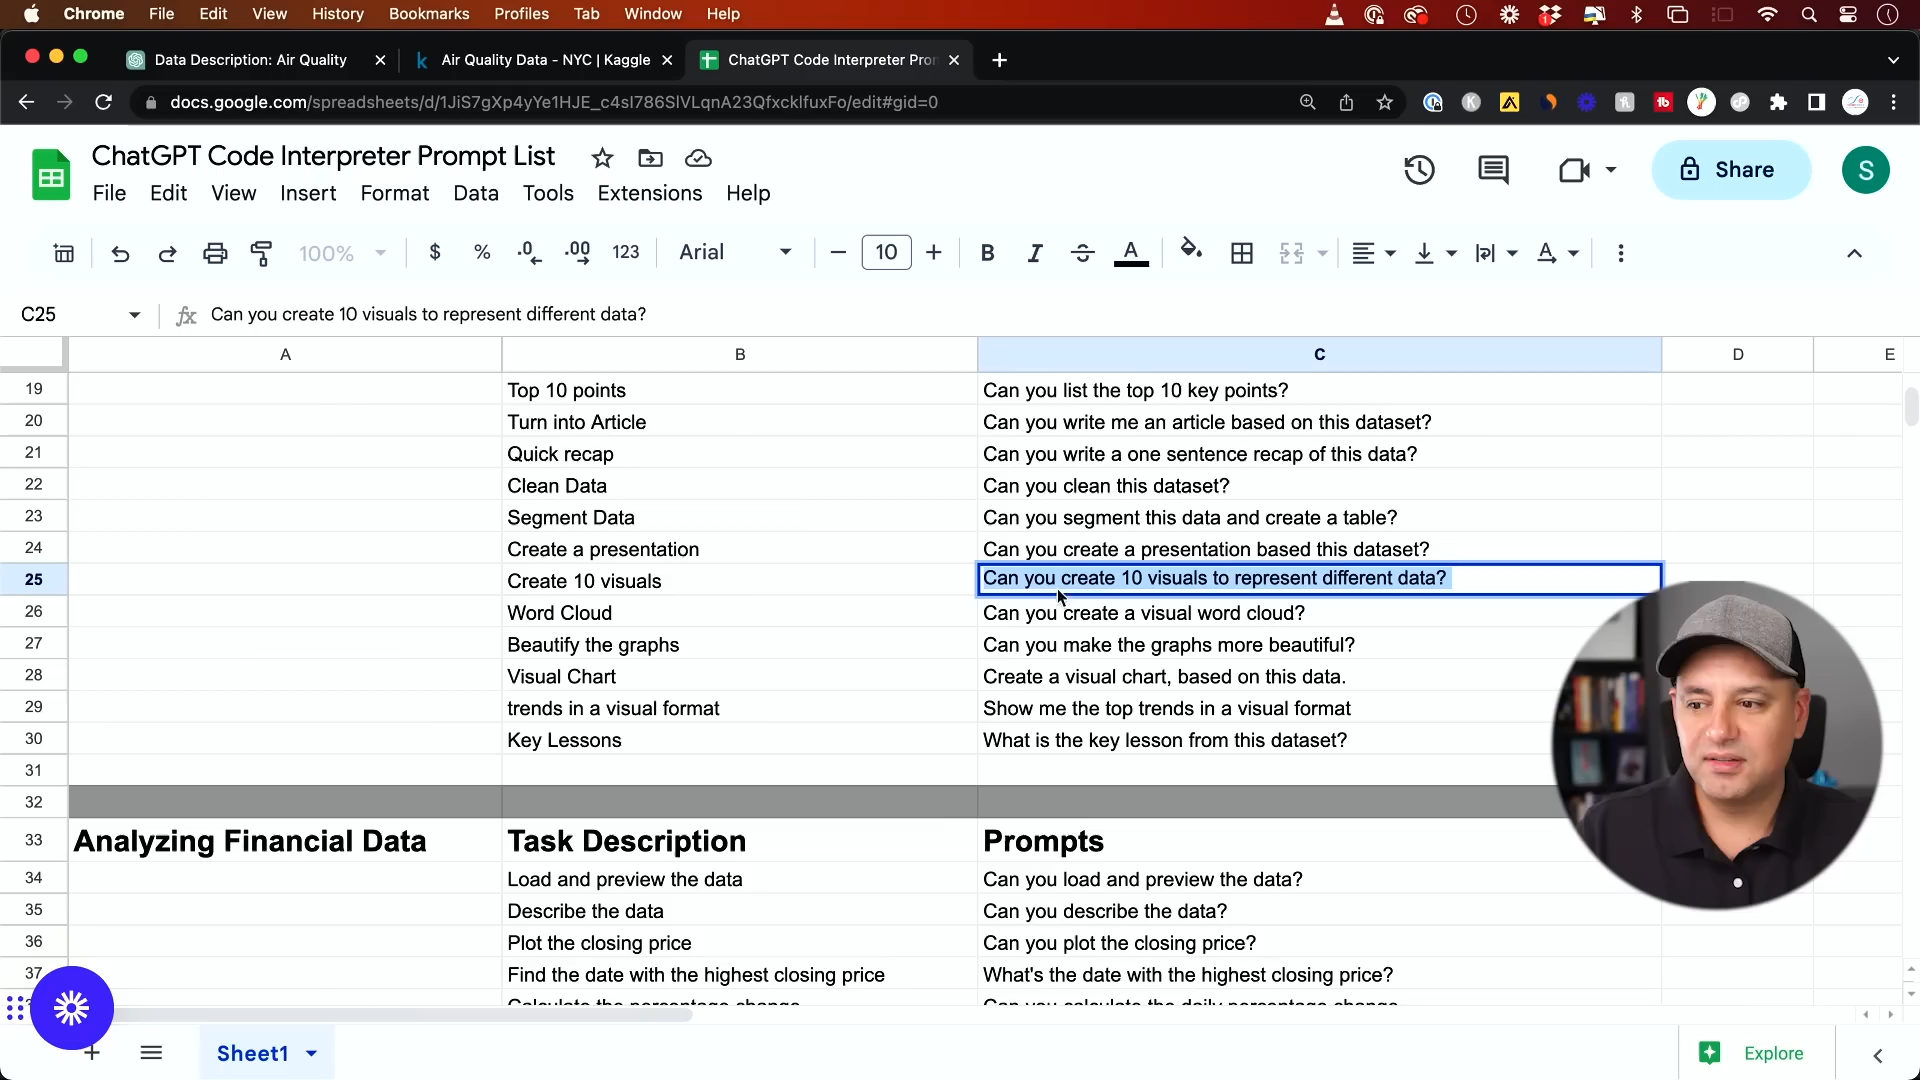 Chrome File Edit View History Bookmarks Profiles Tab Window Help
Data Description: Air Quality
Air Quality Data - NYC | Kaggle
ChatGPT Code Interpreter Pro
docs.google.com/spreadsheets/d/1JiS7gXp4yYe1HJE_c4sI786SlVLqnA23QfxckIfuxFo/edit#gid=0
ChatGPT Code Interpreter Prompt List
File Edit View Insert Format Data Tools Extensions Help
Share
S
100% $ % .0 .00 123 Arial 10 B I A
C25 fx Can you create 10 visuals to represent different data?
A B C D E
19 Top 10 points Can you list the top 10 key points?
20 Turn into Article Can you write me an article based on this dataset?
21 Quick recap Can you write a one sentence recap of this data?
22 Clean Data Can you clean this dataset?
23 Segment Data Can you segment this data and create a table?
24 Create a presentation Can you create a presentation based this dataset?
25 Create 10 visuals Can you create 10 visuals to represent different data?
26 Word Cloud Can you create a visual word cloud?
27 Beautify the graphs Can you make the graphs more beautiful?
28 Visual Chart Create a visual chart, based on this data.
29 trends in a visual format Show me the top trends in a visual format
30 Key Lessons What is the key lesson from this dataset?
31
32
33 Analyzing Financial Data Task Description Prompts
34 Load and preview the data Can you load and preview the data?
35 Describe the data Can you describe the data?
36 Plot the closing price Can you plot the closing price?
37 Find the date with the highest closing price What's the date with the highest closing price?
Calculate the percentage change Can you calculate the daily percentage change
Sheet1
Explore